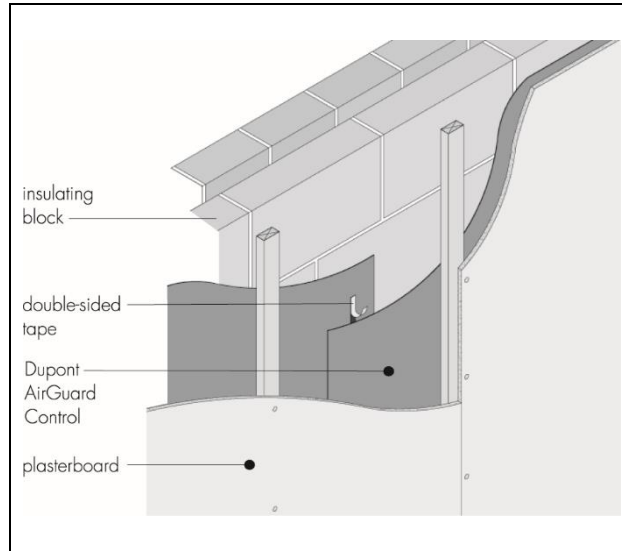 insulating
block
double-sided
tape
Dupont
AirGuard
Control
plasterboard